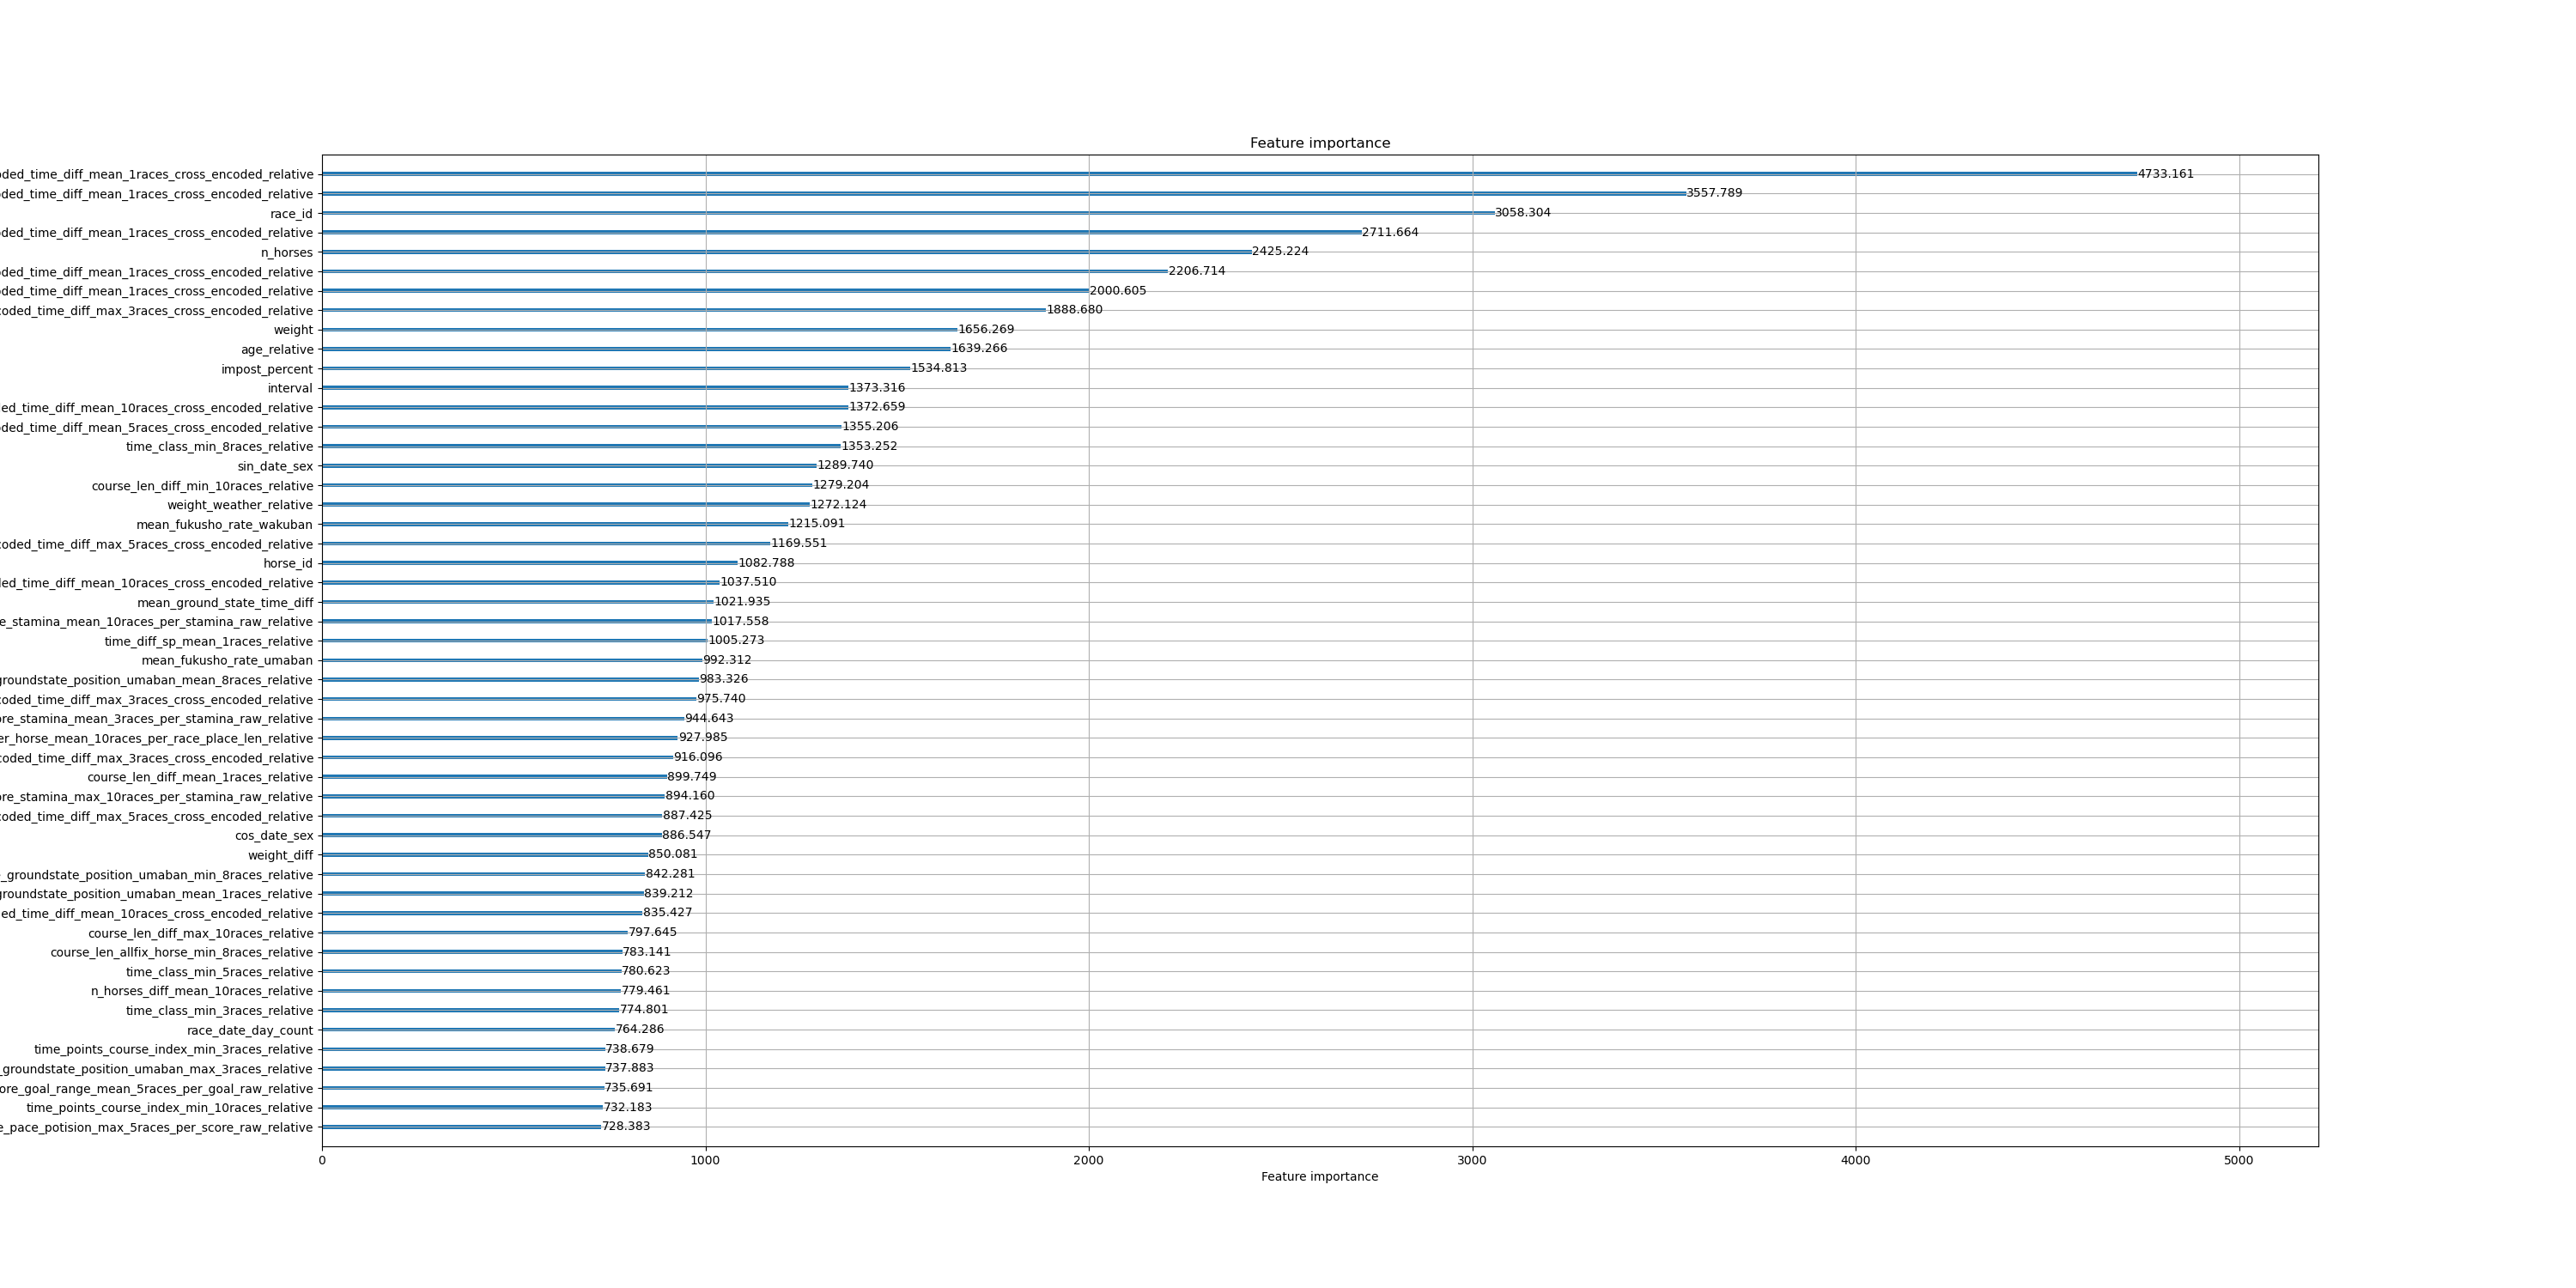 Feature importance
ded_time_diff_mean_1races_cross_encoded_relative 4733.161
ded_time_diff_mean_1races_cross_encoded_relative 3557.789
race_id 3058.304
ded_time_diff_mean_1races_cross_encoded_relative 2711.664
n_horses 2425.224
ded_time_diff_mean_1races_cross_encoded_relative 2206.714
ded_time_diff_mean_1races_cross_encoded_relative 2000.605
coded_time_diff_max_3races_cross_encoded_relative 1888.680
weight 1656.269
age_relative 1639.266
impost_percent 1534.813
interval 1373.316
ed_time_diff_mean_10races_cross_encoded_relative 1372.659
ded_time_diff_mean_5races_cross_encoded_relative 1355.206
time_class_min_8races_relative 1353.252
sin_date_sex 1289.740
course_len_diff_min_10races_relative 1279.204
weight_weather_relative 1272.124
mean_fukusho_rate_wakuban 1215.091
coded_time_diff_max_5races_cross_encoded_relative 1169.551
horse_id 1082.788
led_time_diff_mean_10races_cross_encoded_relative 1037.510
mean_ground_state_time_diff 1021.935
e_stamina_mean_10races_per_stamina_raw_relative 1017.558
time_diff_sp_mean_1races_relative 1005.273
mean_fukusho_rate_umaban 992.312
groundstate_position_umaban_mean_8races_relative 983.326
coded_time_diff_max_3races_cross_encoded_relative 975.740
ore_stamina_mean_3races_per_stamina_raw_relative 944.643
er_horse_mean_10races_per_race_place_len_relative 927.985
coded_time_diff_max_3races_cross_encoded_relative 916.096
course_len_diff_mean_1races_relative 899.749
ore_stamina_max_10races_per_stamina_raw_relative 894.160
coded_time_diff_max_5races_cross_encoded_relative 887.425
cos_date_sex 886.547
weight_diff 850.081
_groundstate_position_umaban_min_8races_relative 842.281
groundstate_position_umaban_mean_1races_relative 839.212
ed_time_diff_mean_10races_cross_encoded_relative 835.427
course_len_diff_max_10races_relative 797.645
course_len_allfix_horse_min_8races_relative 783.141
time_class_min_5races_relative 780.623
n_horses_diff_mean_10races_relative 779.461
time_class_min_3races_relative 774.801
race_date_day_count 764.286
time_points_course_index_min_3races_relative 738.679
_groundstate_position_umaban_max_3races_relative 737.883
ore_goal_range_mean_5races_per_goal_raw_relative 735.691
time_points_course_index_min_10races_relative 732.183
e_pace_potision_max_5races_per_score_raw_relative 728.383
0 1000 2000 3000 4000 5000
Feature importance